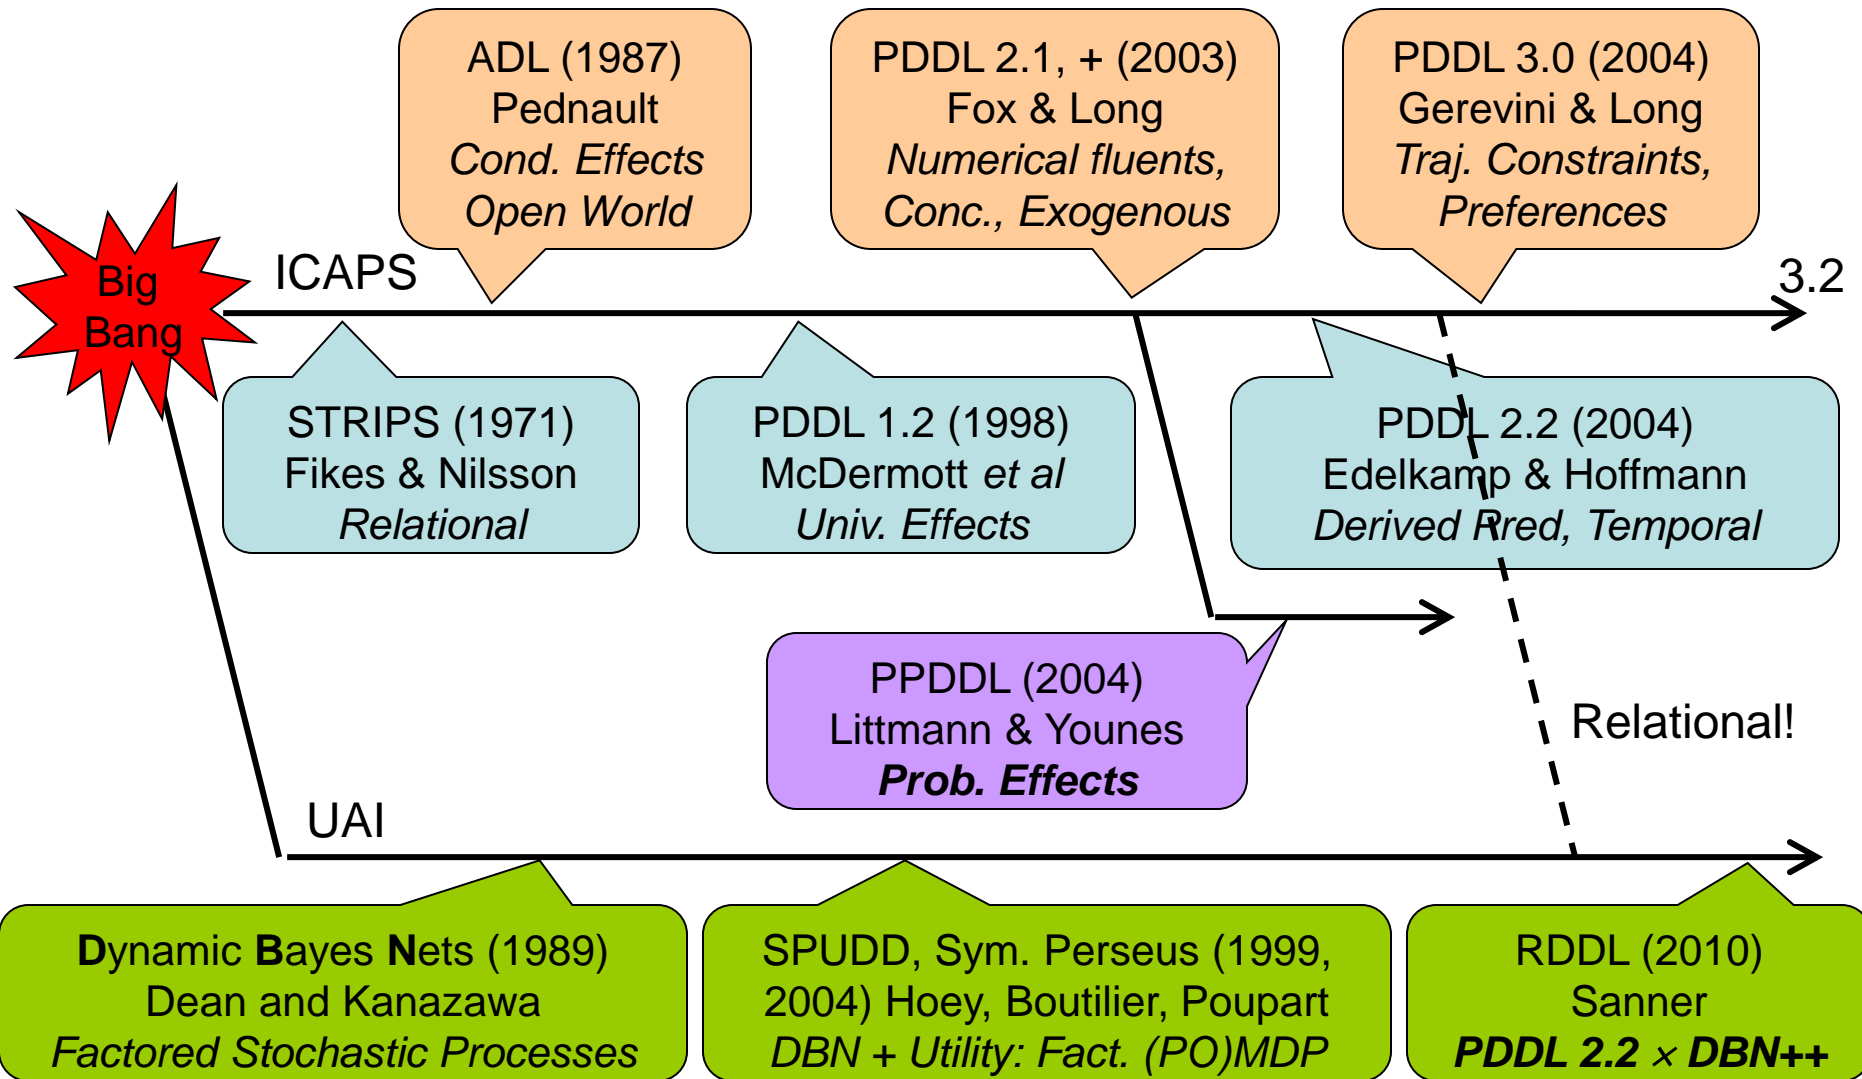 ADL (1987)
Pednault
Cond. Effects
Open World
PDDL 2.1, + (2003)
Fox & Long
Numerical fluents,
Conc., Exogenous
PDDL 3.0 (2004)
Gerevini & Long
Traj. Constraints,
Preferences
Big
Bang
ICAPS
3.2
STRIPS (1971)
Fikes & Nilsson
Relational
PDDL 1.2 (1998)
McDermott et al
Univ. Effects
PDDL 2.2 (2004)
Edelkamp & Hoffmann
Derived Pred, Temporal
PPDDL (2004)
Littmann & Younes
Prob. Effects
Relational!
UAI
Dynamic Bayes Nets (1989)
Dean and Kanazawa
Factored Stochastic Processes
SPUDD, Sym. Perseus (1999,
2004) Hoey, Boutilier, Poupart
DBN + Utility: Fact. (PO)MDP
RDDL (2010)
Sanner
PDDL 2.2 × DBN++